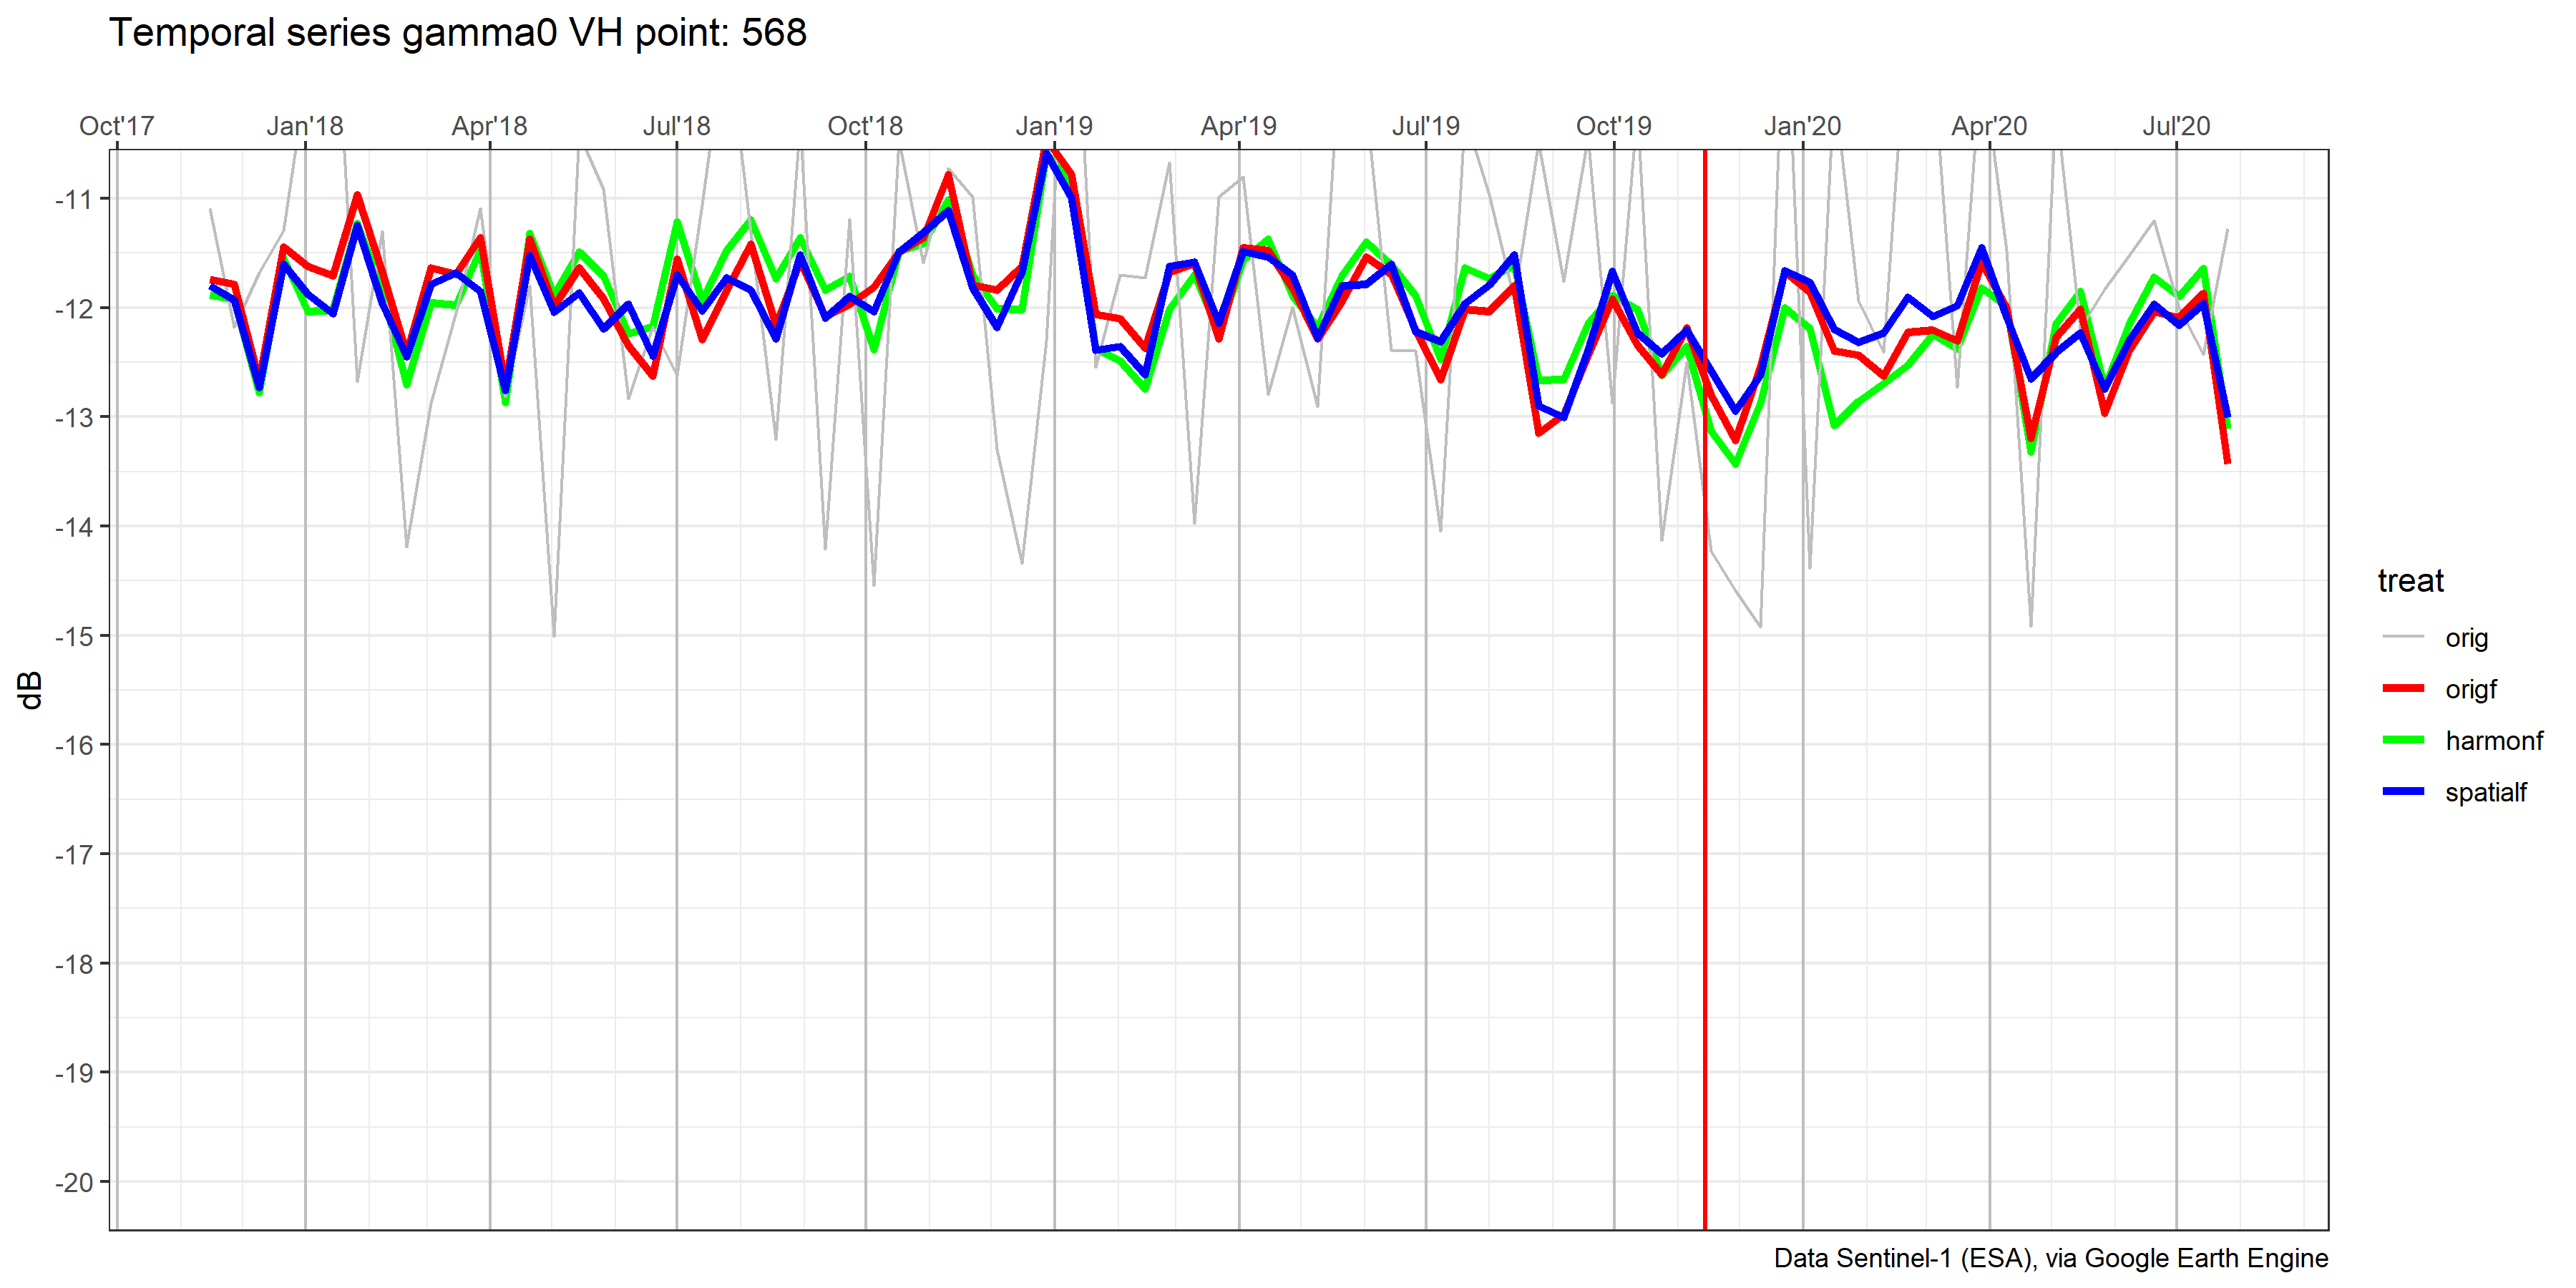 Temporal series gamma0 VH point: 568
Oct'17 Jan'18 Apr'18 Jul'18 Oct'18 Jan'19 Apr'19 Jul'19 Oct'19 Jan'20 Apr'20 Jul'20
-11
-12
-13
-14
-15
-16
-17
-18
-19
-20
dB
treat
orig
origf
harmonf
spatialf
Data Sentinel-1 (ESA), via Google Earth Engine